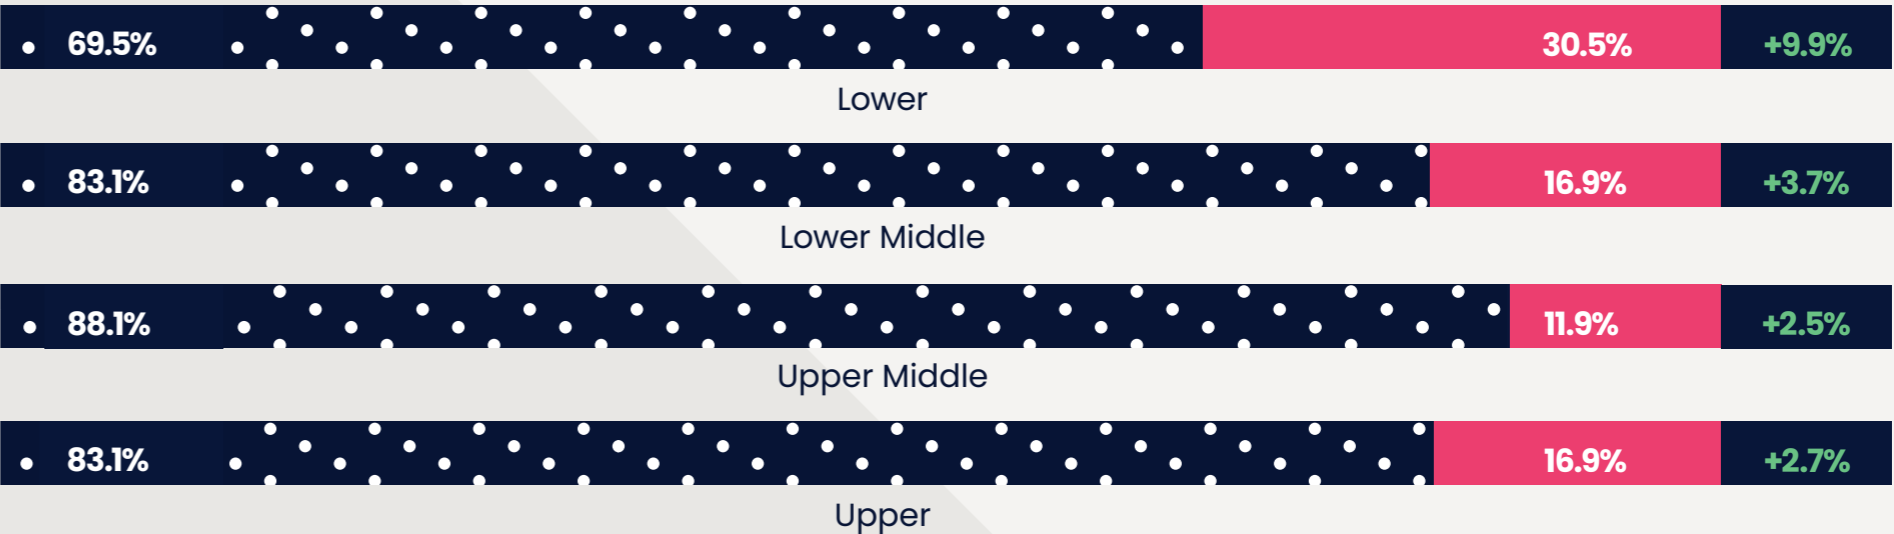 69.5% 30.5% +9.9%
Lower
83.1% 16.9% +3.7%
Lower Middle
88.1% 11.9% +2.5%
Upper Middle
83.1% 16.9% +2.7%
Upper